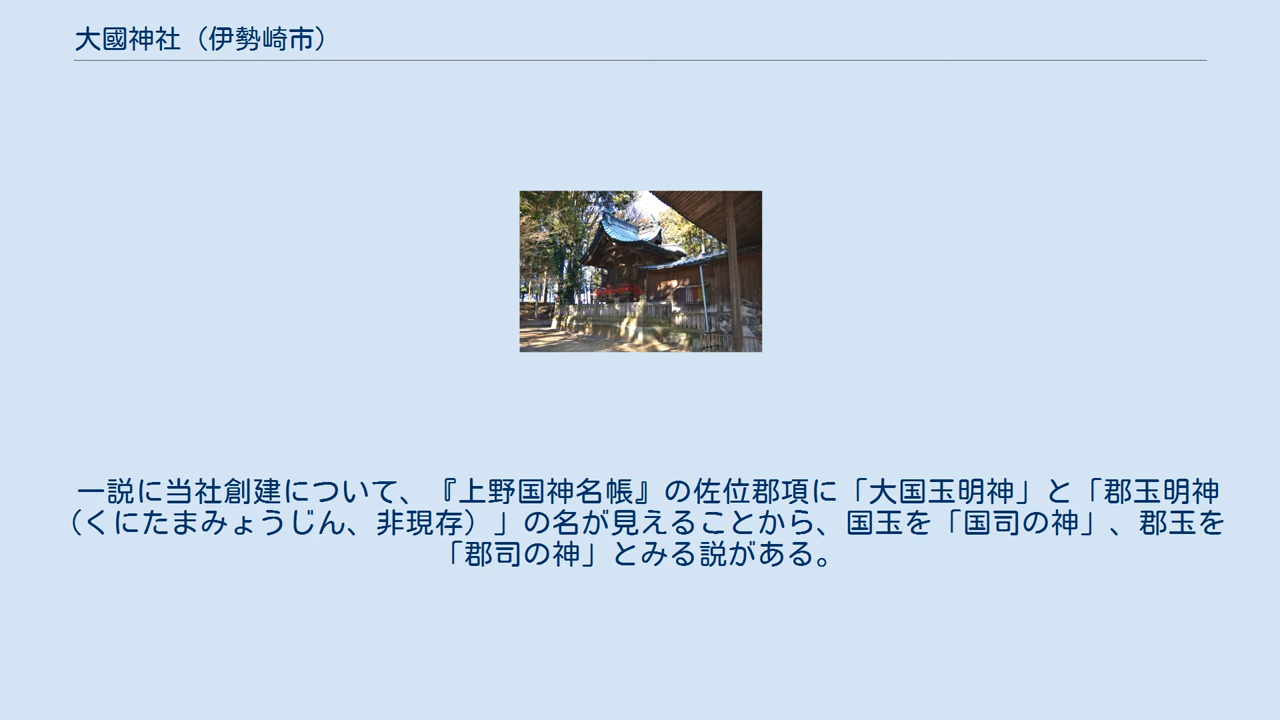 大國神社（伊勢崎市）
一説に当社創建について、『上野国神名帳』の佐位郡項に「大国玉明神」と「郡玉明神
（くにたまみょうじん、非現存）」の名が見えることから、国玉を「国司の神」、郡玉を
「郡司の神」とみる説がある。